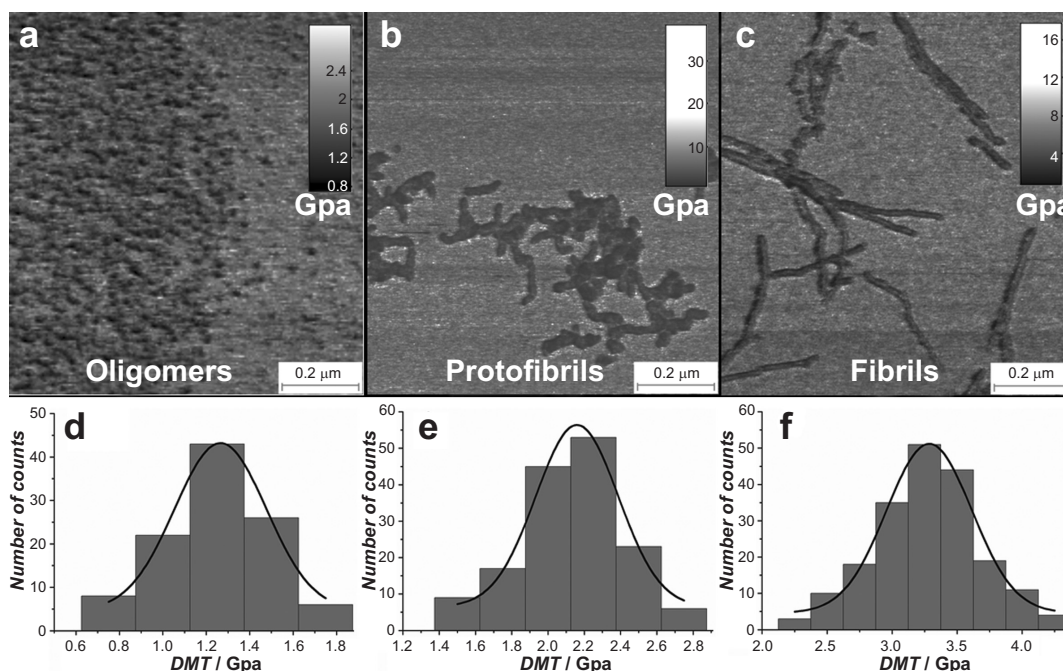 a
2.4
2
1.6
1.2
0.8
Gpa
Oligomers
0.2 μm
b
30
20
10
Gpa
Protofibrils
0.2 μm
c
16
12
8
4
Gpa
Fibrils
0.2 μm
d
Number of counts
50
40
30
20
10
0
0.6 0.8 1.0 1.2 1.4 1.6 1.8
DMT / Gpa
e
Number of counts
60
50
40
30
20
10
0
1.2 1.4 1.6 1.8 2.0 2.2 2.4 2.6 2.8
DMT / Gpa
f
Number of counts
60
50
40
30
20
10
0
2.0 2.5 3.0 3.5 4.0
DMT / Gpa